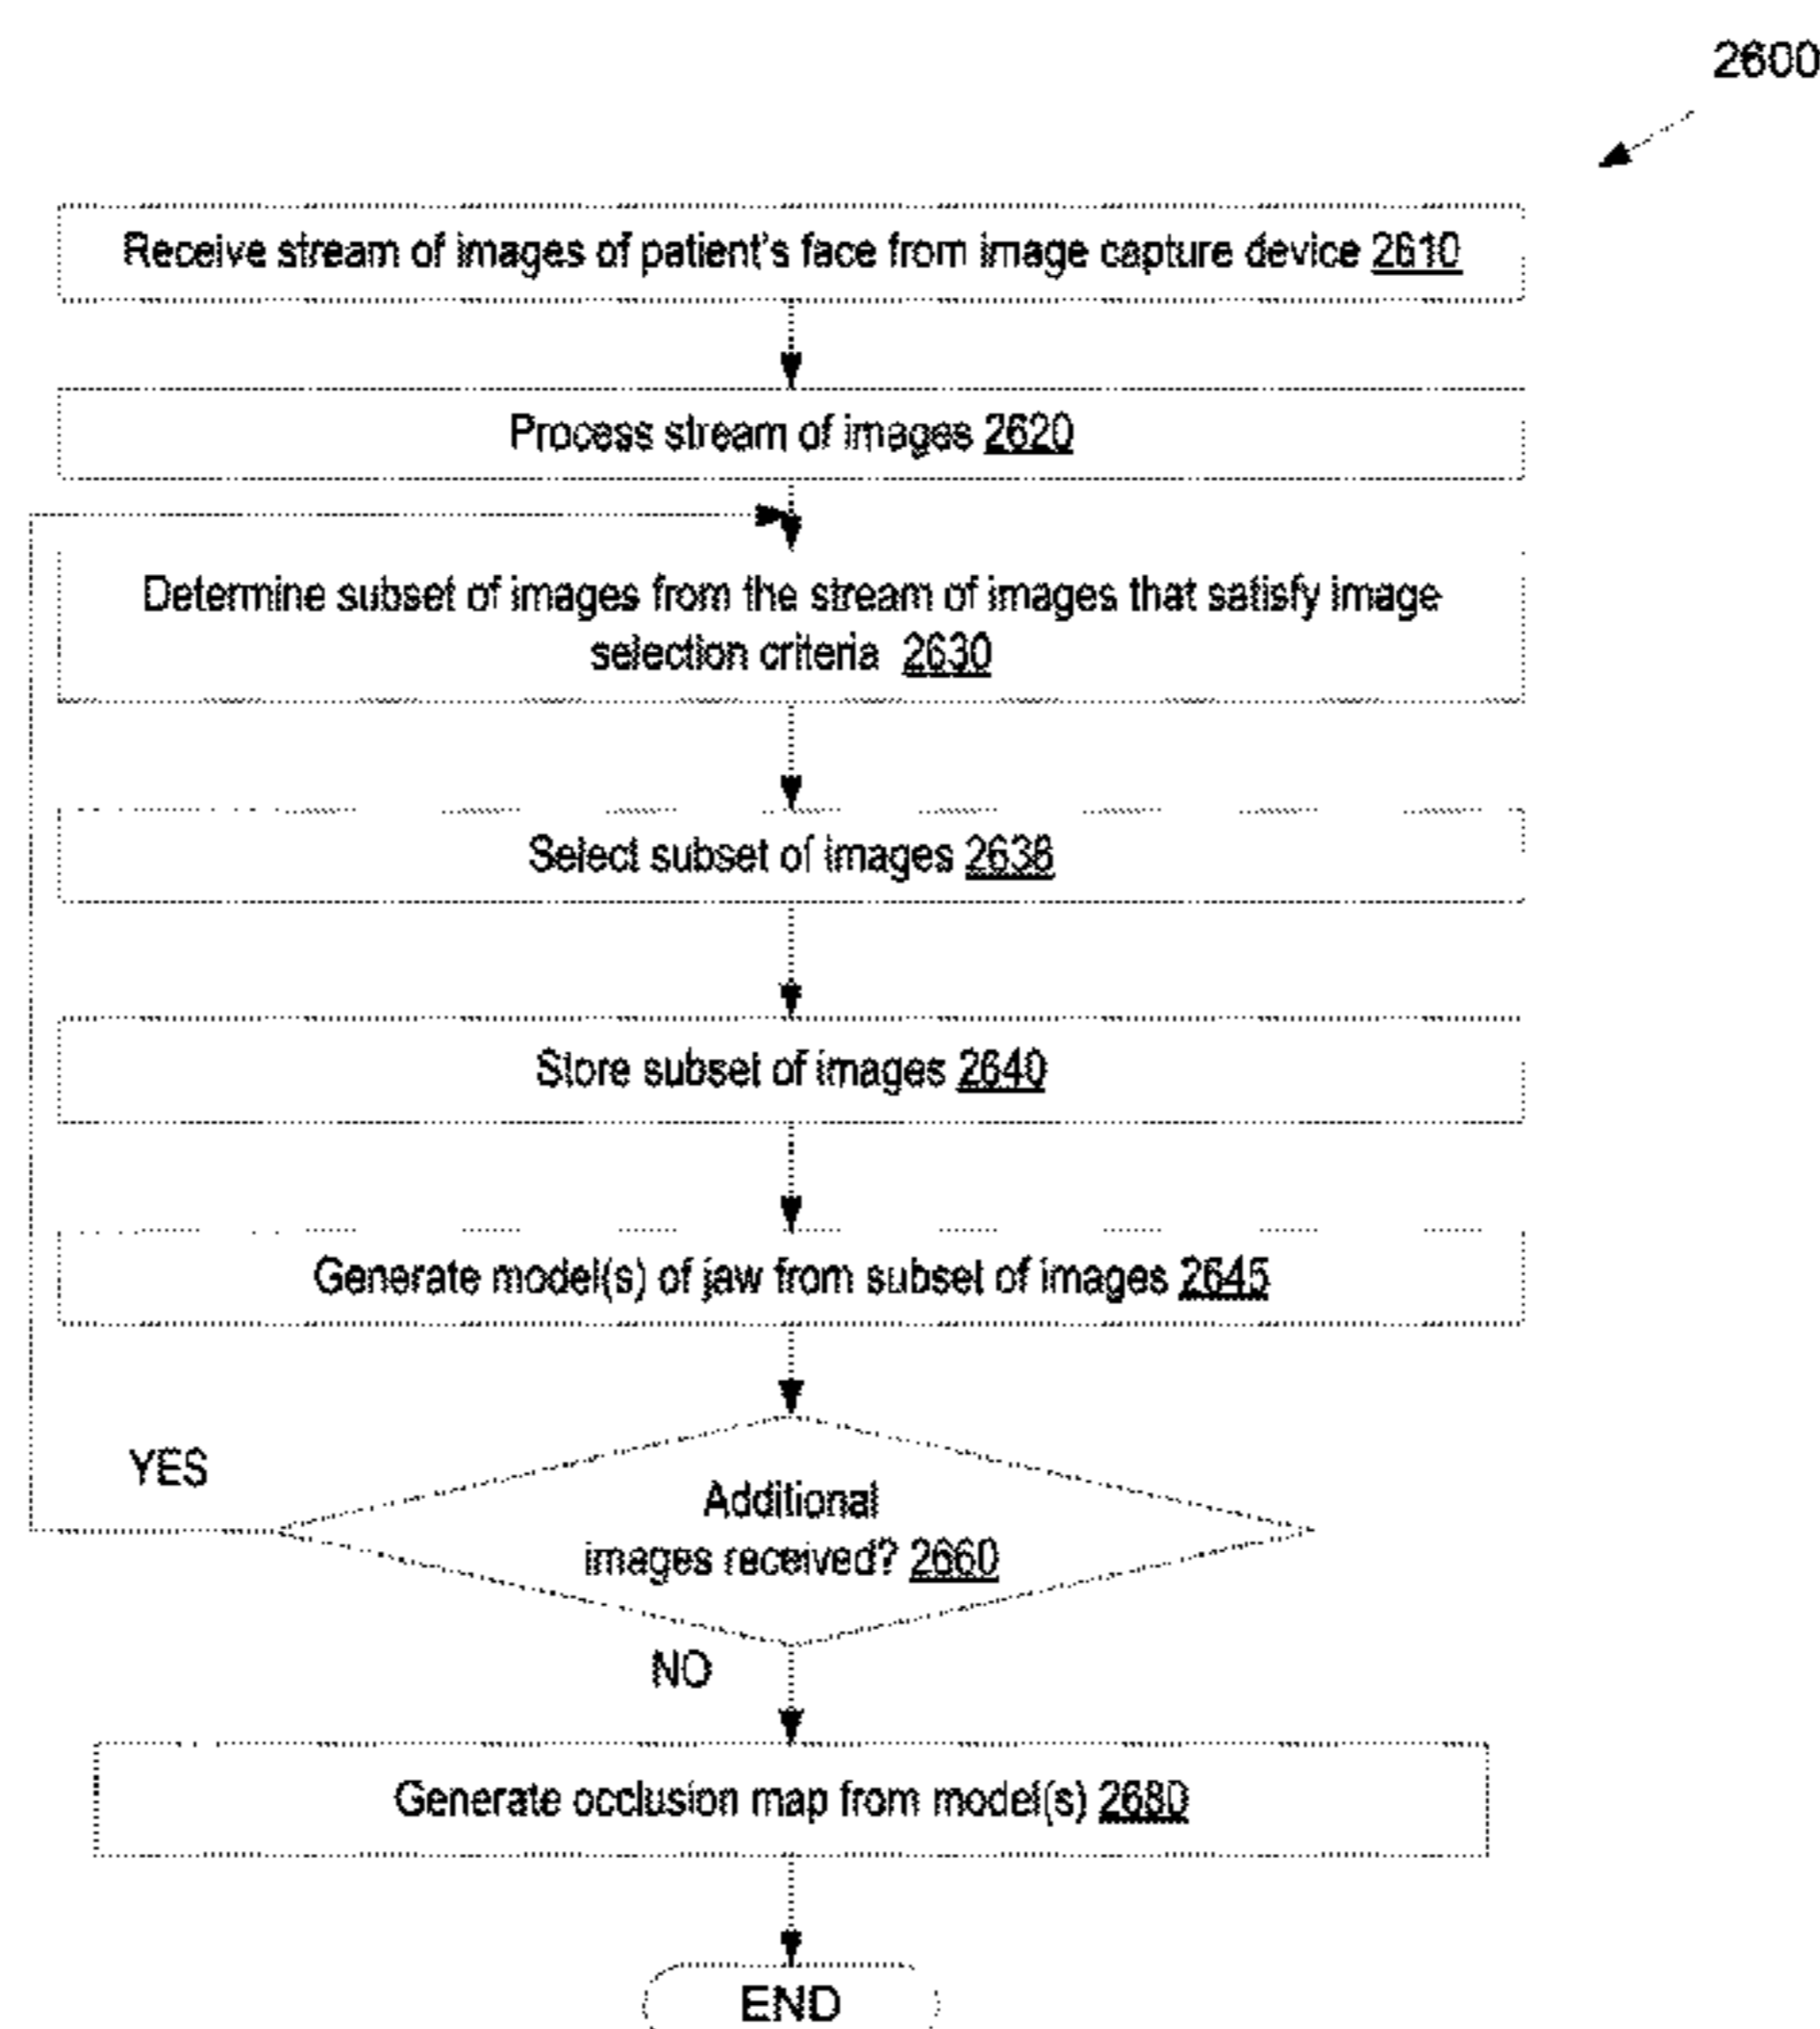 2600
Receive stream of images of patient's face from image capture device 2610
Process stream of images 2620
Determine subset of images from the stream of images that satisfy image
selection criteria 2630
Select subset of images 2638
Store subset of images 2640
Generate model(s) of jaw from subset of images 2645
YES
Additional
images received? 2660
NO
Generate occlusion map from model(s) 2680
END